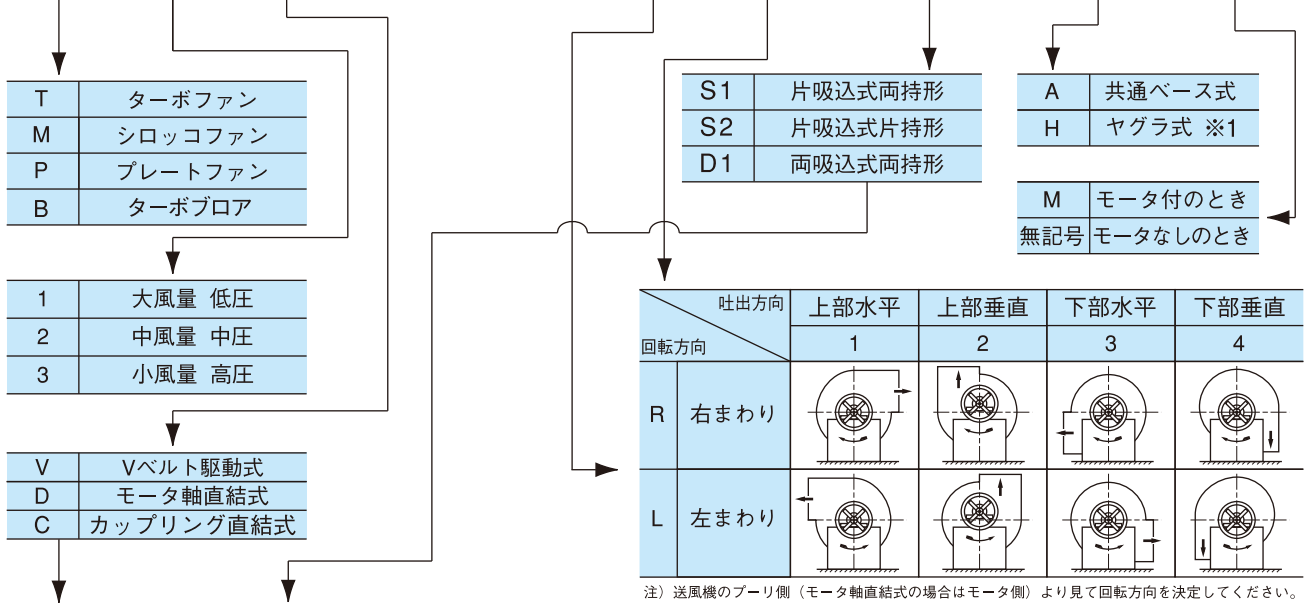 T ターボファン
M シロッコファン
P プレートファン
B ターボブロア
1 大風量 低圧
2 中風量 中圧
3 小風量 高圧
V Vベルト駆動式
D モータ軸直結式
C カップリング直結式
S1 片吸込式両持形
S2 片吸込式片持形
D1 両吸込式両持形
A 共通ベース式
H ヤグラ式 ※1
M モータ付のとき
無記号 モータなしのとき
吐出方向 上部水平 上部垂直 下部水平 下部垂直
回転方向 1 2 3 4
R 右まわり
L 左まわり
注）送風機のプーリ側（モータ軸直結式の場合はモータ側）より見て回転方向を決定してください。